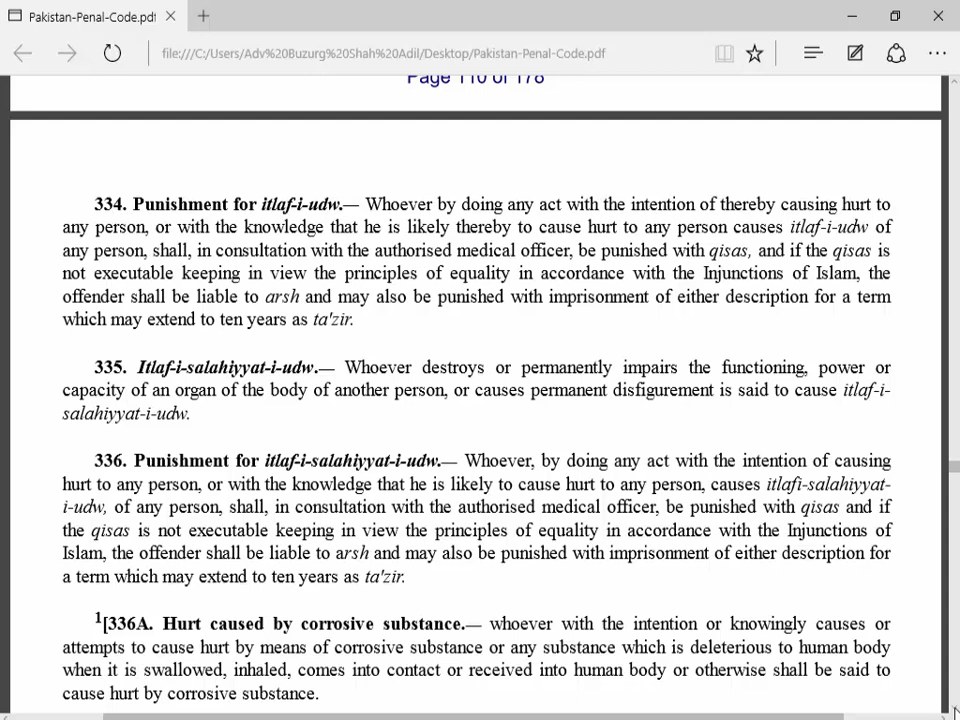 Pakistan-Penal-Code.pdf
file:///C:/Users/Adv%20Buzurg%20Shah%20Adil/Desktop/Pakistan-Penal-Code.pdf
Page 110 of 178
334. Punishment for itlaf-i-udw.— Whoever by doing any act with the intention of thereby causing hurt to
any person, or with the knowledge that he is likely thereby to cause hurt to any person causes itlaf-i-udw of
any person, shall, in consultation with the authorised medical officer, be punished with qisas, and if the qisas is
not executable keeping in view the principles of equality in accordance with the Injunctions of Islam, the
offender shall be liable to arsh and may also be punished with imprisonment of either description for a term
which may extend to ten years as ta'zir.
335. Itlaf-i-salahiyyat-i-udw.— Whoever destroys or permanently impairs the functioning, power or
capacity of an organ of the body of another person, or causes permanent disfigurement is said to cause itlaf-i-
salahiyyat-i-udw.
336. Punishment for itlaf-i-salahiyyat-i-udw.— Whoever, by doing any act with the intention of causing
hurt to any person, or with the knowledge that he is likely to cause hurt to any person, causes itlafi-salahiyyat-
i-udw, of any person, shall, in consultation with the authorised medical officer, be punished with qisas and if
the qisas is not executable keeping in view the principles of equality in accordance with the Injunctions of
Islam, the offender shall be liable to arsh and may also be punished with imprisonment of either description for
a term which may extend to ten years as ta'zir.
1[336A. Hurt caused by corrosive substance.— whoever with the intention or knowingly causes or
attempts to cause hurt by means of corrosive substance or any substance which is deleterious to human body
when it is swallowed, inhaled, comes into contact or received into human body or otherwise shall be said to
cause hurt by corrosive substance.